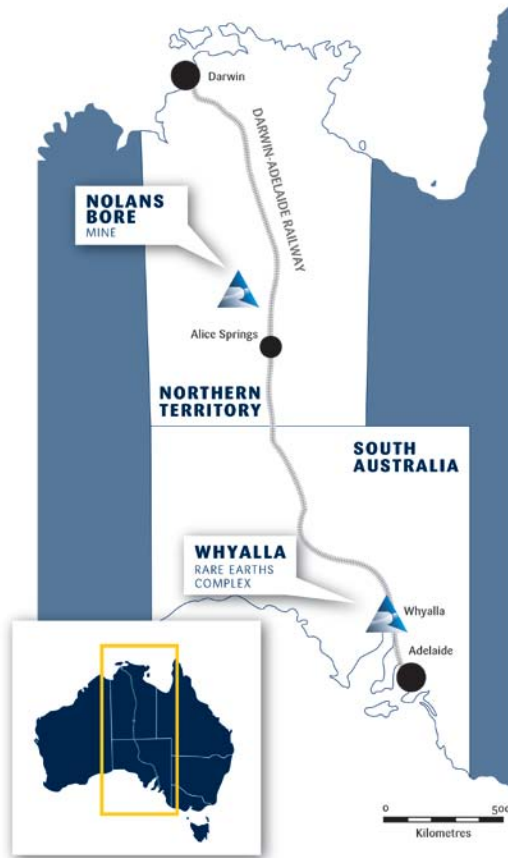 Darwin
DARWIN-ADELAIDE RAILWAY
NOLANS
BORE
MINE
Alice Springs
NORTHERN
TERRITORY
SOUTH
AUSTRALIA
WHYALLA
RARE EARTHS
COMPLEX
Whyalla
Adelaide
0
Kilometres